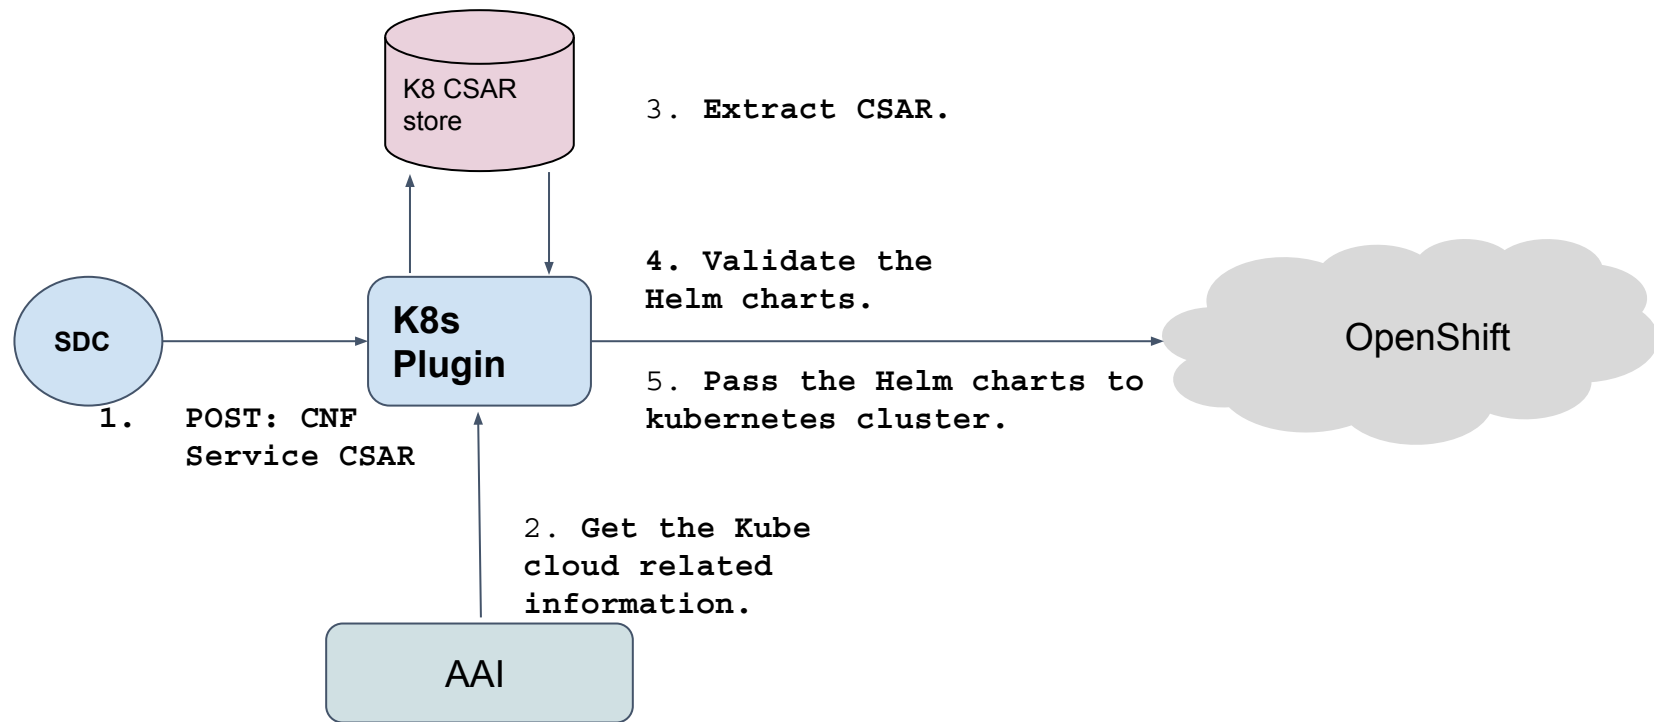 K8 CSAR
store
3. Extract CSAR.
4. Validate the
Helm charts.
K8s
Plugin
SDC
OpenShift
5. Pass the Helm charts to
kubernetes cluster.
1. POST: CNF
Service CSAR
2. Get the Kube
cloud related
information.
AAI